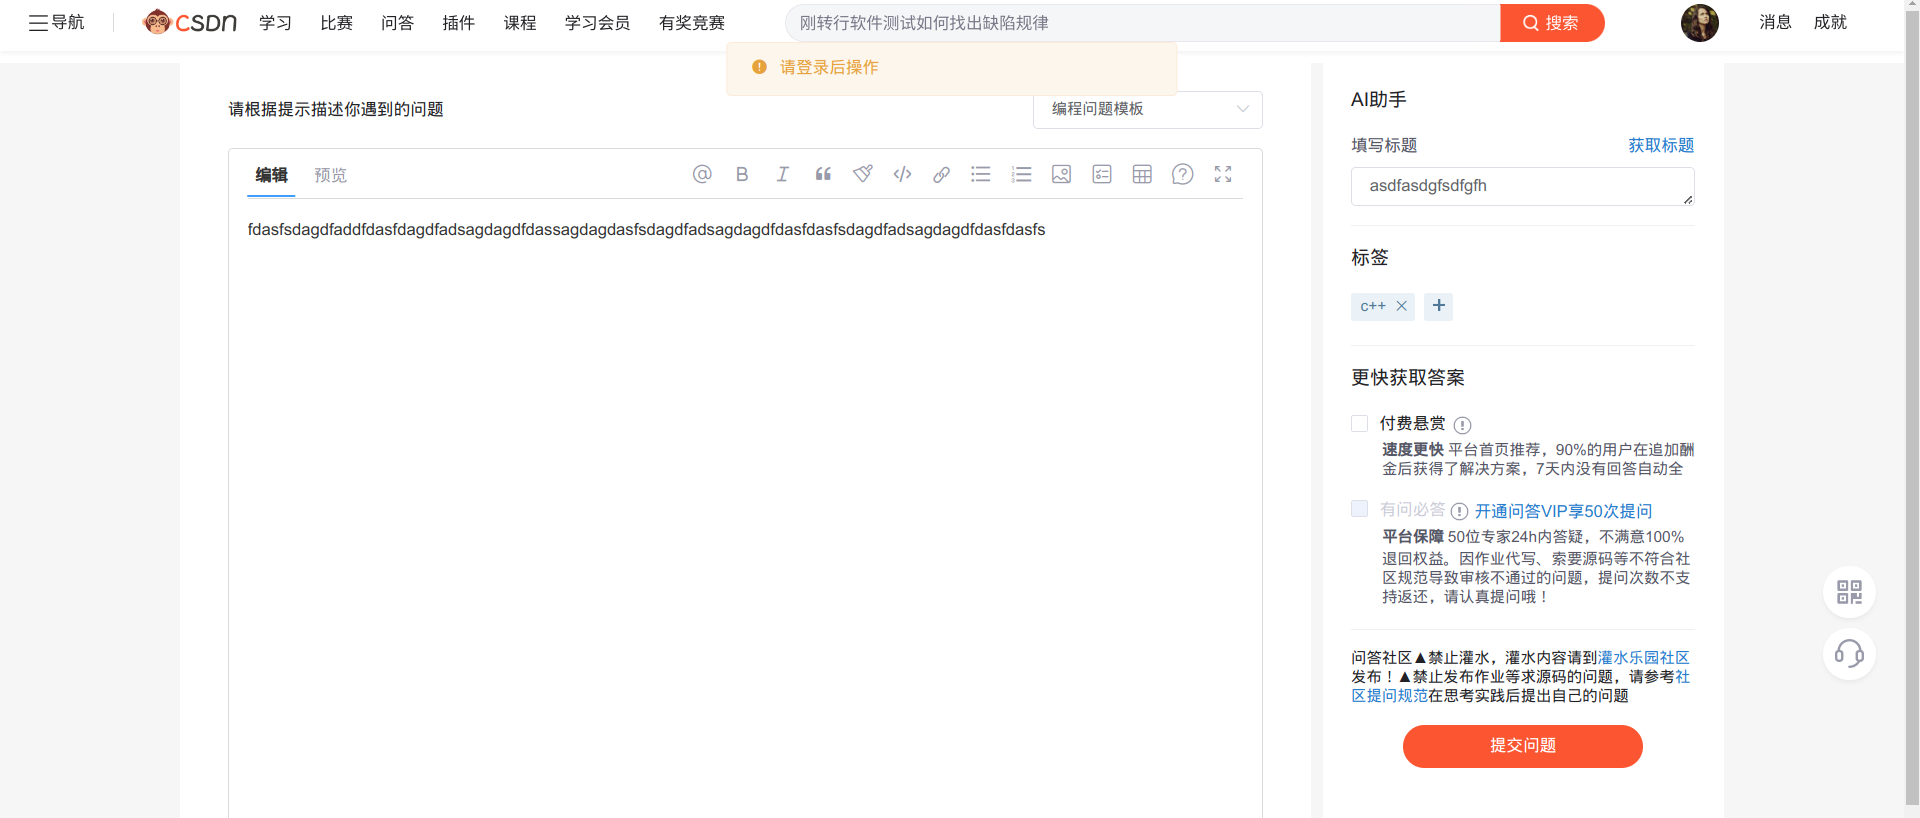 导航
CSDN
学习
比赛
问答
插件
课程
学习会员
有奖竞赛
刚转行软件测试如何找出缺陷规律
搜索
消息
成就
请登录后操作
请根据提示描述你遇到的问题
编程问题模板
编辑
预览
fdasfsdagdfaddfdasfdagdfadsagdagdfdassagdagdasfsdagdfadsagdagdfdasfdasfsdagdfadsagdagdfdasfdasfs
AI助手
填写标题
获取标题
asdfasdgfsdfgfh
标签
c++
更快获取答案
付费悬赏
速度更快 平台首页推荐，90%的用户在追加酬
金后获得了解决方案，7天内没有回答自动全
有问必答
开通问答VIP享50次提问
平台保障 50位专家24h内答疑，不满意100%
退回权益。因作业代写、索要源码等不符合社
区规范导致审核不通过的问题，提问次数不支
持返还，请认真提问哦！
问答社区▲禁止灌水，灌水内容请到灌水乐园社区
发布！▲禁止发布作业等求源码的问题，请参考社
区提问规范在思考实践后提出自己的问题
提交问题